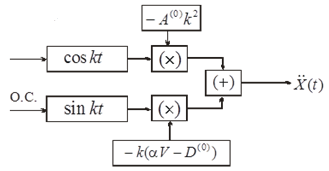 − A⁽⁰⁾k²
cos kt (×)
(+) Ẍ(t)
О.С. sin kt (×)
− k(αV − D⁽⁰⁾)